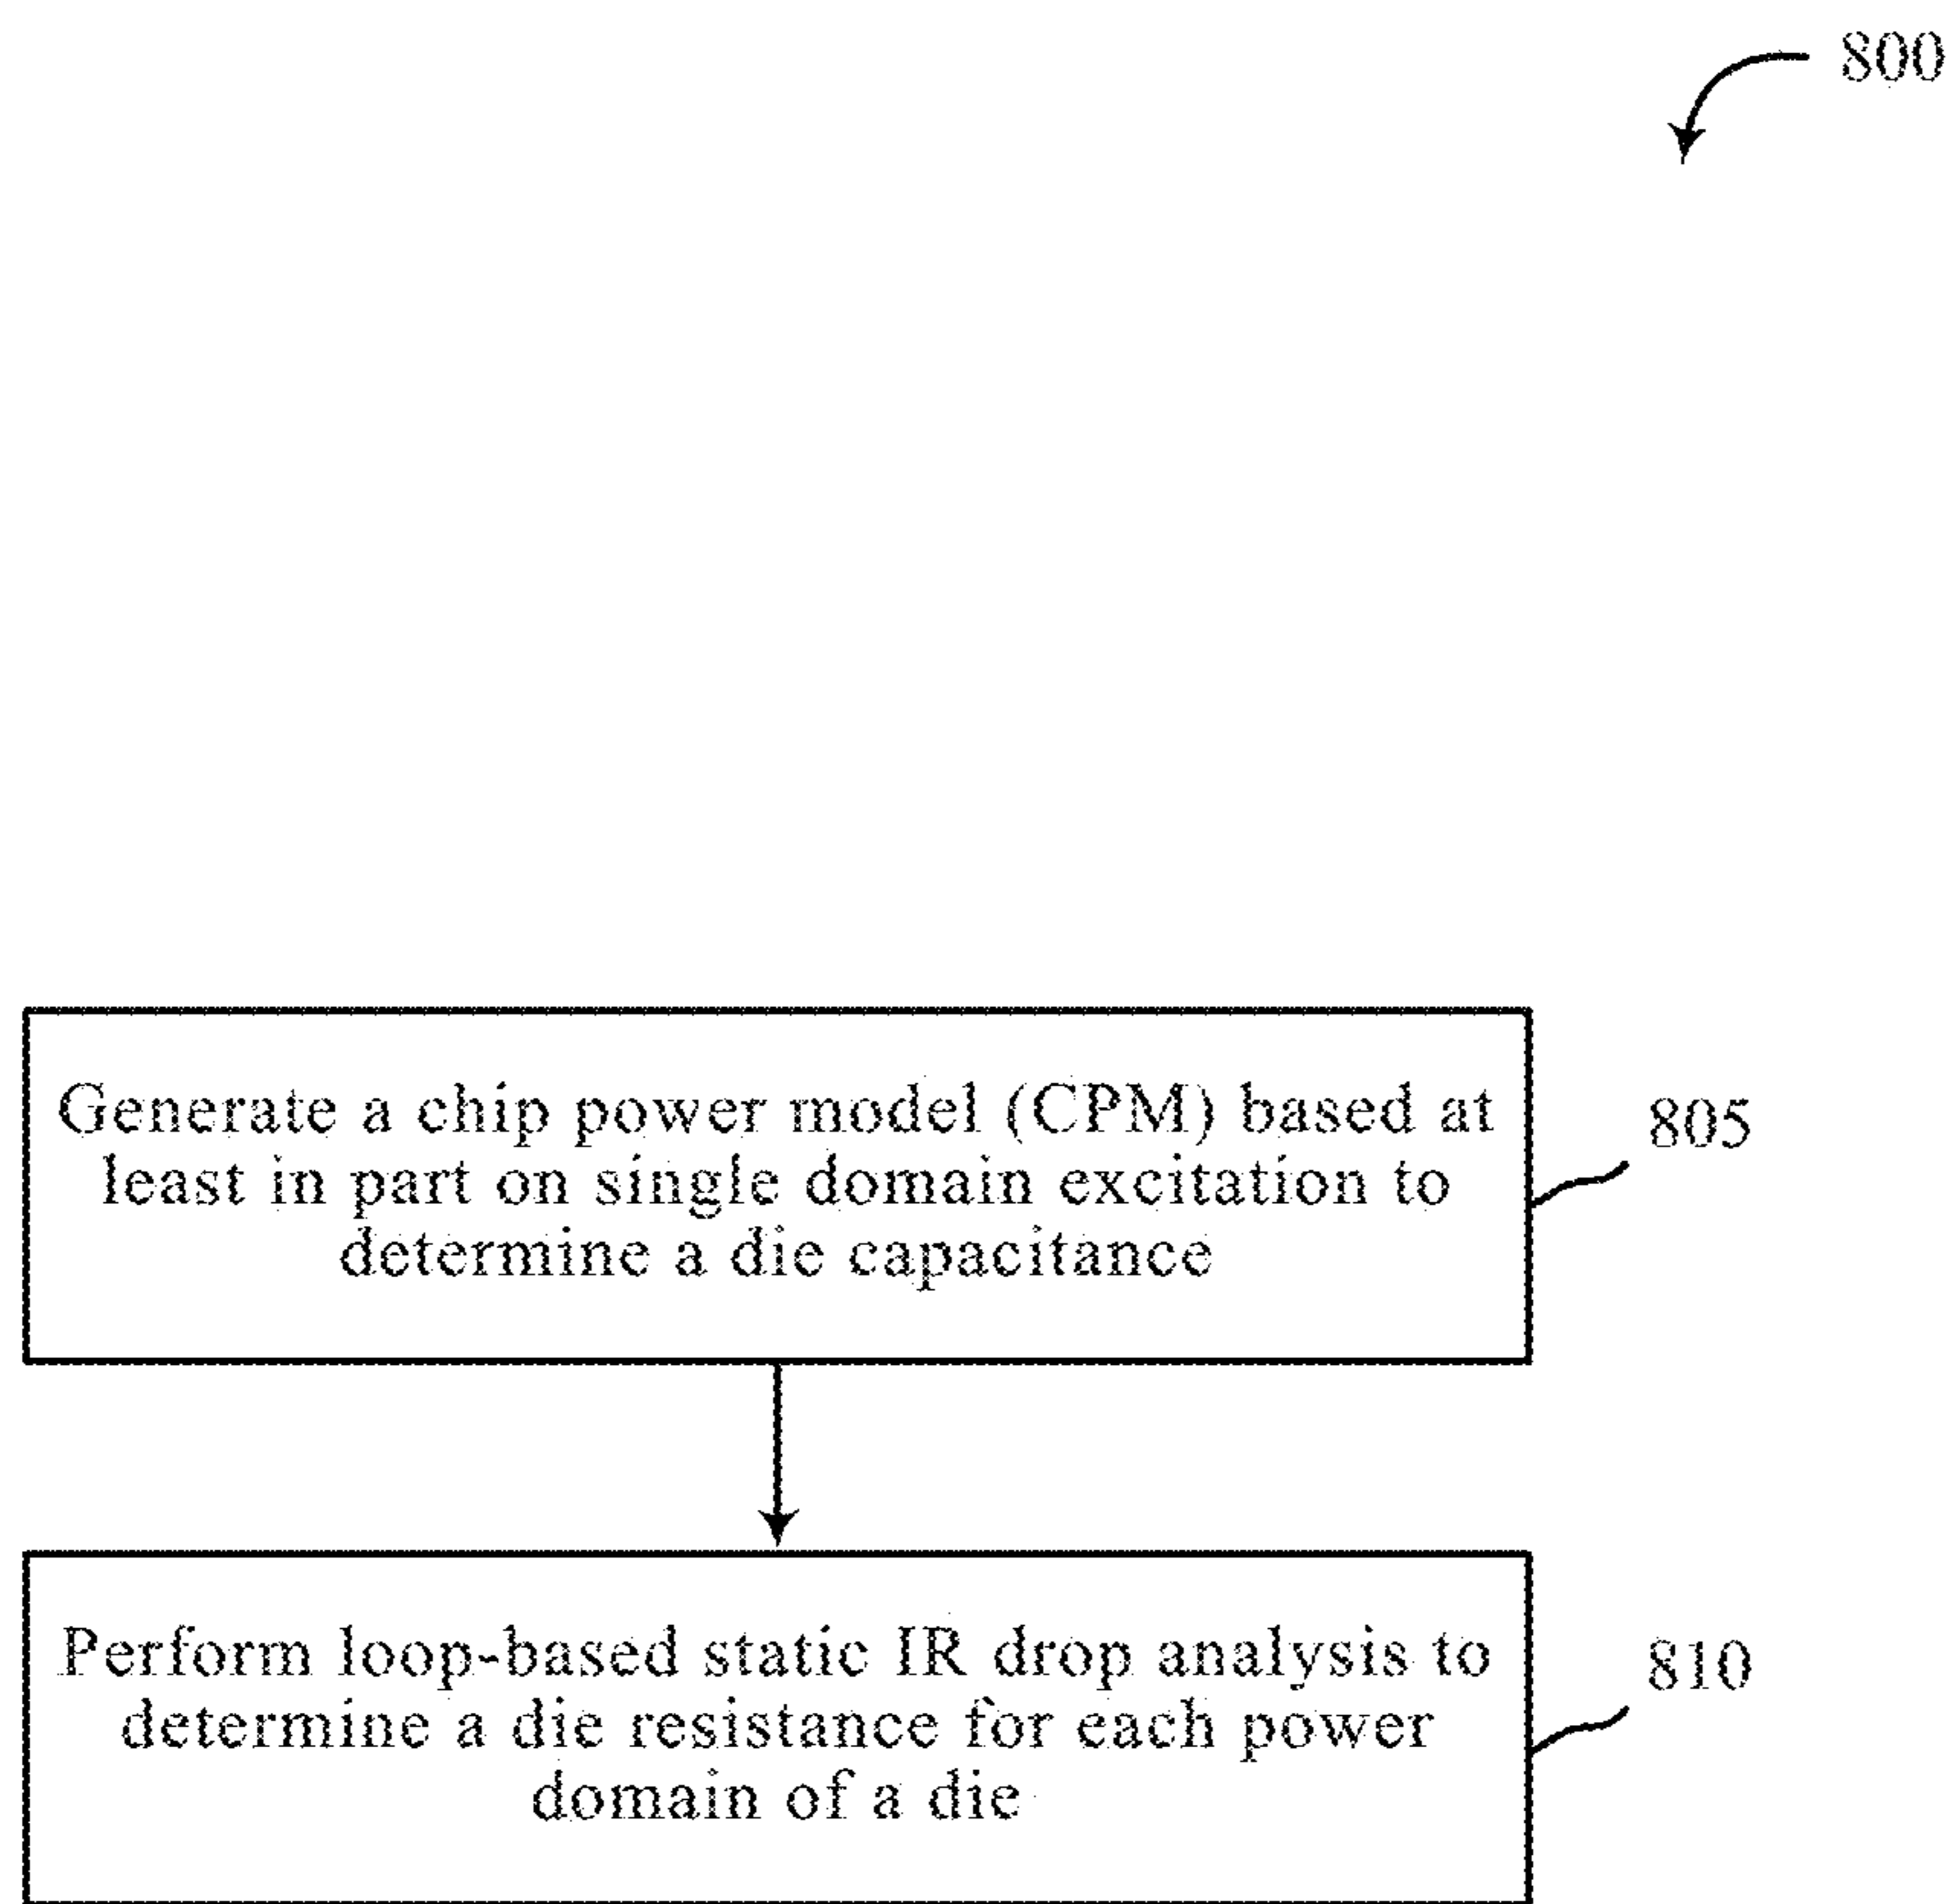 800
Generate a chip power model (CPM) based at
least in part on single domain excitation to
determine a die capacitance
805
Perform loop-based static IR drop analysis to
determine a die resistance for each power
domain of a die
810